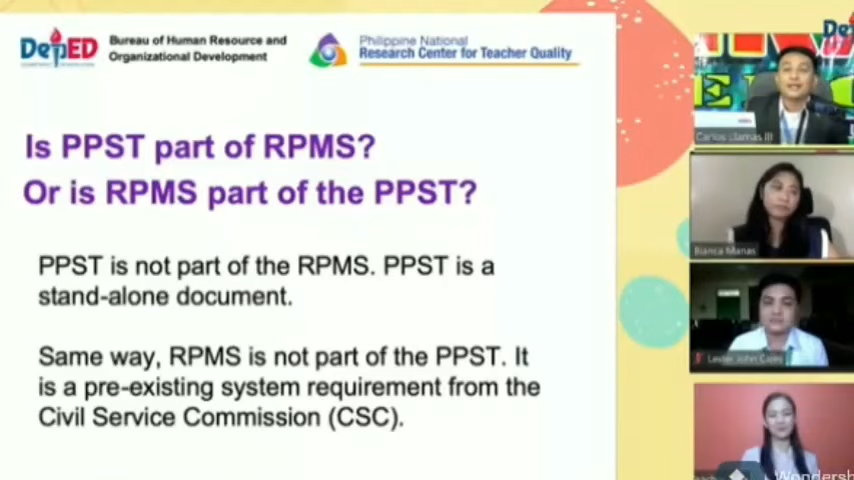 DepED
Bureau of Human Resource and
Organizational Development
Philippine National
Research Center for Teacher Quality
Is PPST part of RPMS?
Or is RPMS part of the PPST?
PPST is not part of the RPMS. PPST is a
stand-alone document.
Same way, RPMS is not part of the PPST. It
is a pre-existing system requirement from the
Civil Service Commission (CSC).
Carlos Llamas III
Bianca Manas
Lester John